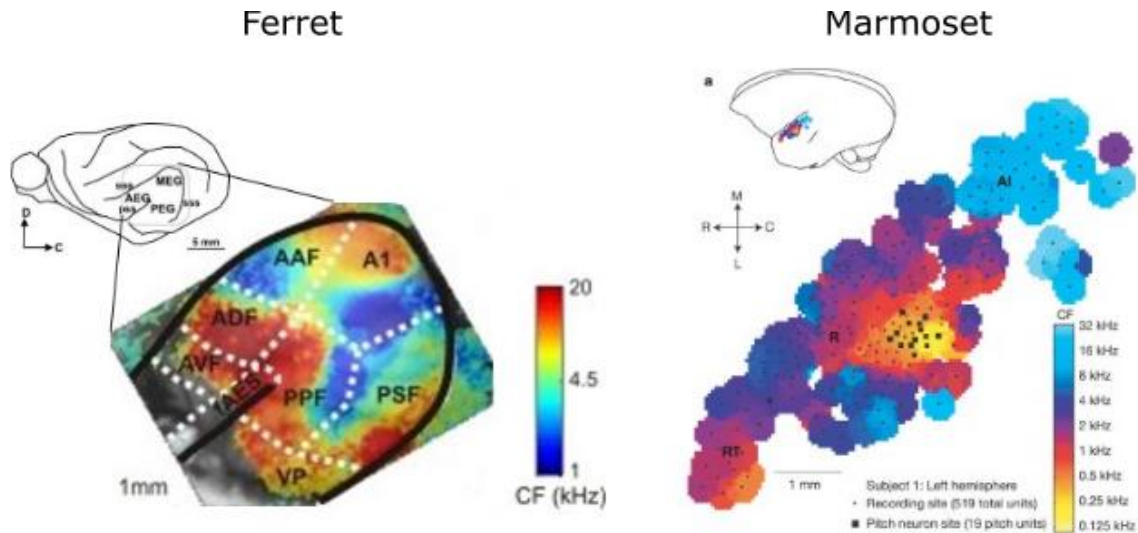 Ferret
Marmoset
sss
MEG
AEG
pss
PEG
sss
D
C
5 mm
AAF
A1
ADF
AVF
fAES
PPF
PSF
VP
1mm
20
4.5
1
CF (kHz)
a
M
R
C
L
AI
R
RT
1 mm
CF
32 kHz
16 kHz
8 kHz
4 kHz
2 kHz
1 kHz
0.5 kHz
0.25 kHz
0.125 kHz
Subject 1: Left hemisphere
Recording site (519 total units)
Pitch neuron site (19 pitch units)